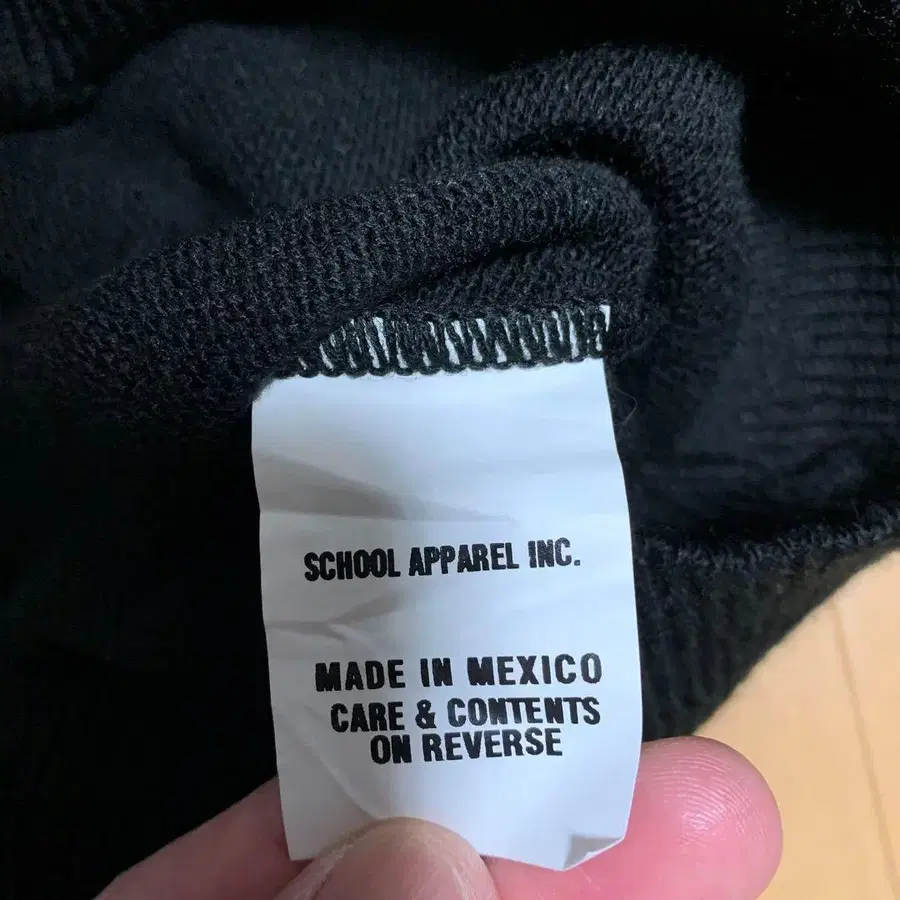 SCHOOL APPAREL INC.
MADE IN MEXICO
CARE & CONTENTS
ON REVERSE